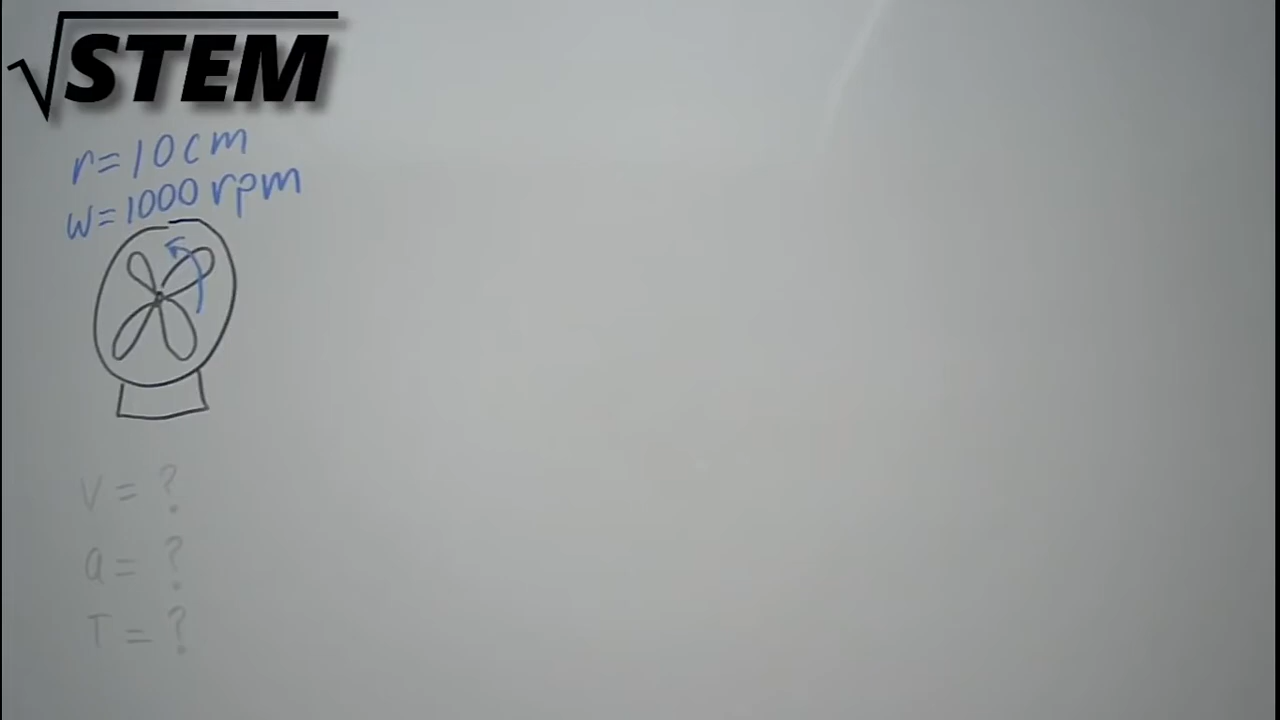 √STEM
r=10cm
w=1000 rpm
v = ?
a = ?
T = ?